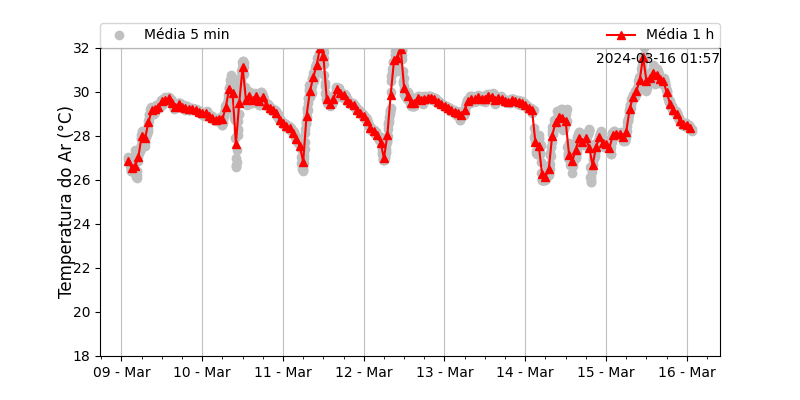 Média 5 min
Média 1 h
2024-03-16 01:57
Temperatura do Ar (°C)
32
30
28
26
24
22
20
18
09 - Mar
10 - Mar
11 - Mar
12 - Mar
13 - Mar
14 - Mar
15 - Mar
16 - Mar